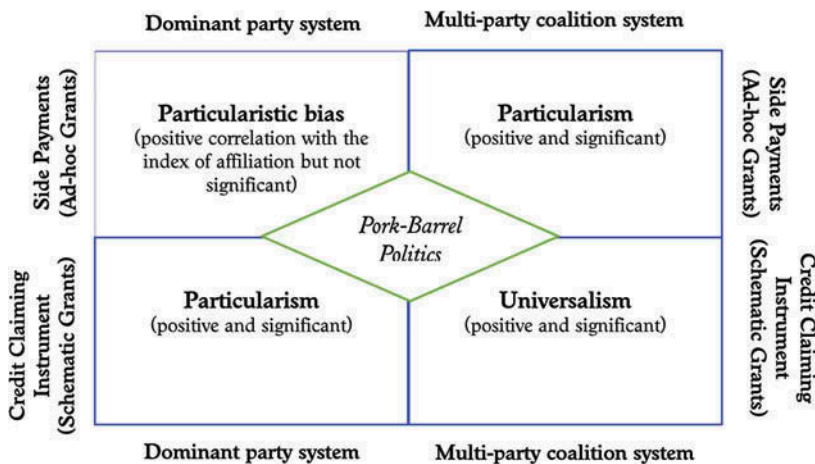 Dominant party system
Multi-party coalition system
Side Payments
(Ad-hoc Grants)
Particularistic bias
(positive correlation with the
index of affiliation but not
significant)
Particularism
(positive and significant)
Side Payments
(Ad-hoc Grants)
Pork-Barrel
Politics
Credit Claiming
Instrument
(Schematic Grants)
Particularism
(positive and significant)
Universalism
(positive and significant)
Credit Claiming
Instrument
(Schematic Grants)
Dominant party system
Multi-party coalition system